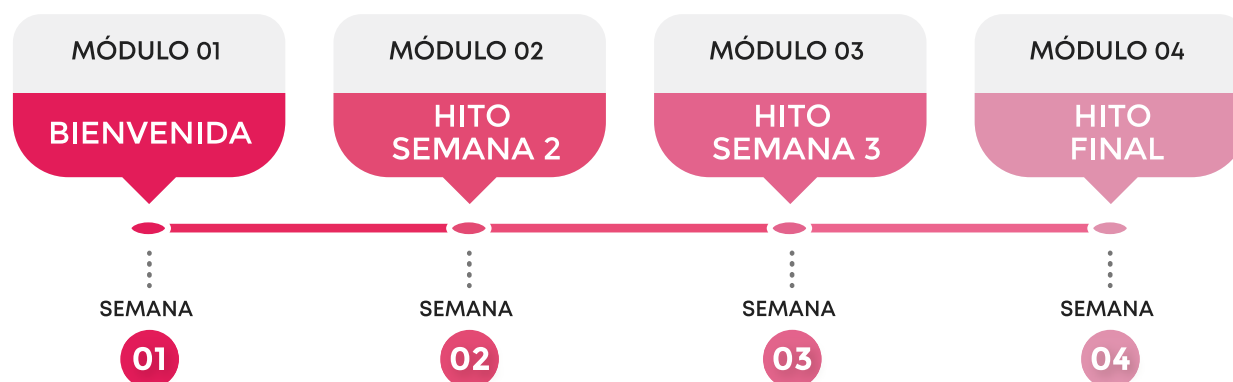 MÓDULO 01
BIENVENIDA
SEMANA
01
MÓDULO 02
HITO
SEMANA 2
SEMANA
02
MÓDULO 03
HITO
SEMANA 3
SEMANA
03
MÓDULO 04
HITO
FINAL
SEMANA
04